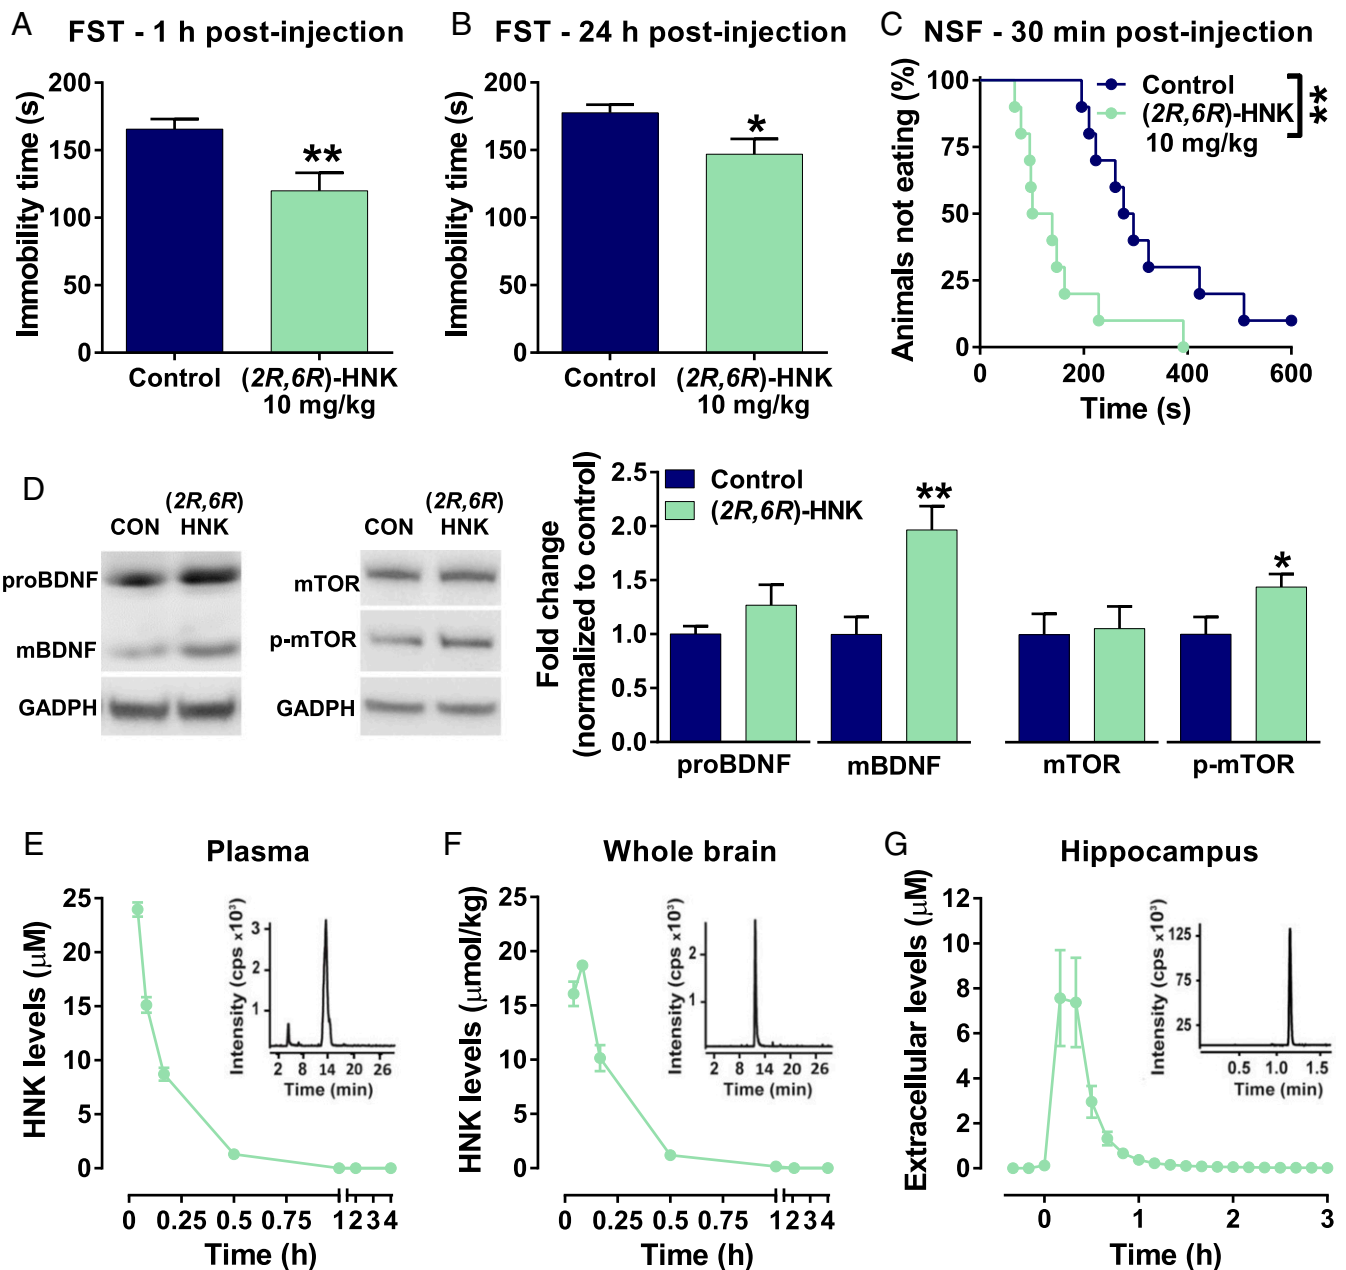 A FST - 1 h post-injection
200
150
100
50
0
Immobility time (s)
**
Control (2R,6R)-HNK
10 mg/kg
B FST - 24 h post-injection
200
150
100
50
0
Immobility time (s)
*
Control (2R,6R)-HNK
10 mg/kg
C NSF - 30 min post-injection
100
75
50
25
0
Animals not eating (%)
Control
(2R,6R)-HNK
10 mg/kg
**
0 200 400 600
Time (s)
D
CON (2R,6R) HNK
proBDNF
mBDNF
GADPH
CON (2R,6R) HNK
mTOR
p-mTOR
GADPH
Fold change
(normalized to control)
2.5
2.0
1.5
1.0
0.5
0.0
Control
(2R,6R)-HNK
**
*
proBDNF mBDNF mTOR p-mTOR
E Plasma
HNK levels (μM)
25
20
15
10
5
0
0 0.25 0.5 0.75 1 2 3 4
Time (h)
Intensity (cps x10³)
3
2
1
2 8 14 20 26
Time (min)
F Whole brain
HNK levels (μmol/kg)
25
20
15
10
5
0
0 0.25 0.5 0.75 1 2 3 4
Time (h)
Intensity (cps x10³)
2
1
2 8 14 20 26
Time (min)
G Hippocampus
Extracellular levels (μM)
12
10
8
6
4
2
0
0 1 2 3
Time (h)
Intensity (cps x10³)
125
75
25
0.5 1.0 1.5
Time (min)